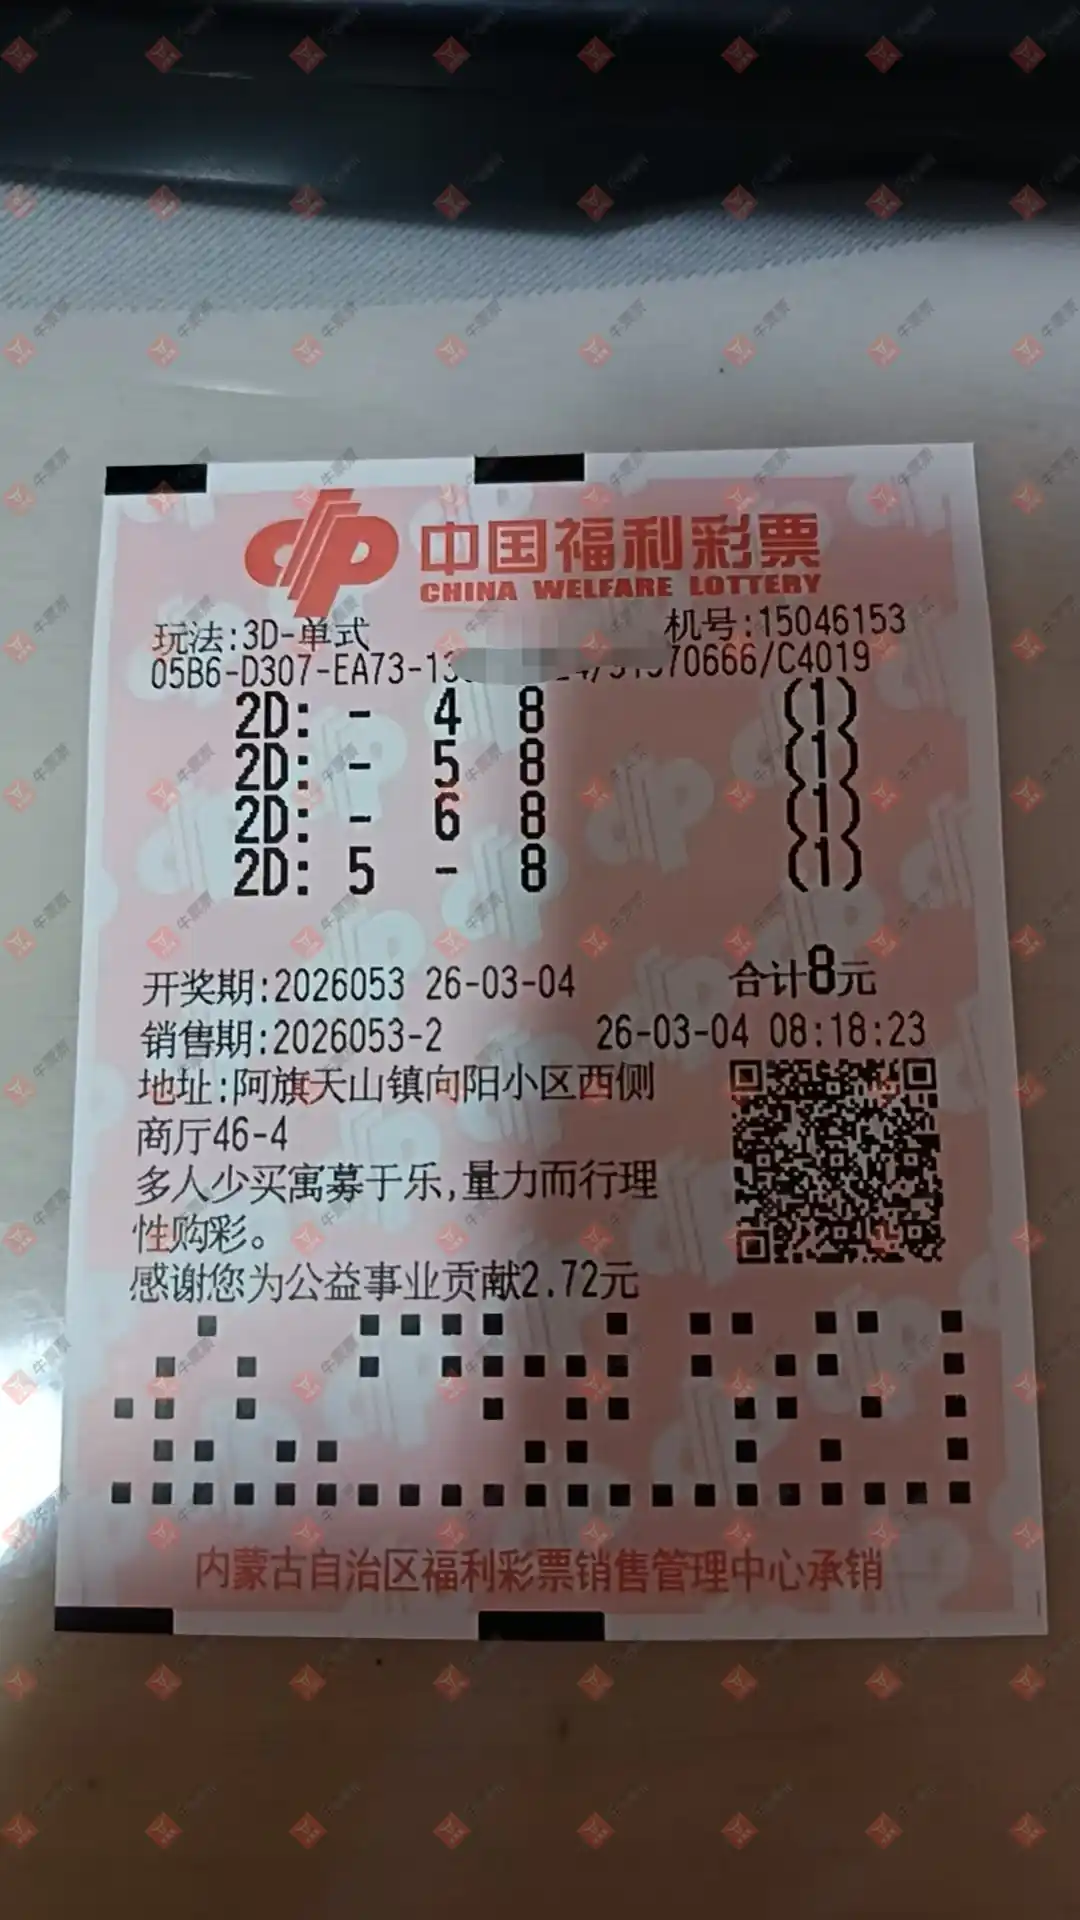 中国福利彩票
CHINA WELFARE LOTTERY
玩法:3D-单式 机号:15046153
05B6-D307-EA73-13 70666/C4019
2D: - 4 8 (1)
2D: - 5 8 (1)
2D: - 6 8 (1)
2D: 5 - 8 (1)
开奖期:2026053 26-03-04 合计8元
销售期:2026053-2 26-03-04 08:18:23
地址:阿旗天山镇向阳小区西侧
商厅46-4
多人少买寓募于乐,量力而行理
性购彩。
感谢您为公益事业贡献2.72元
内蒙古自治区福利彩票销售管理中心承销